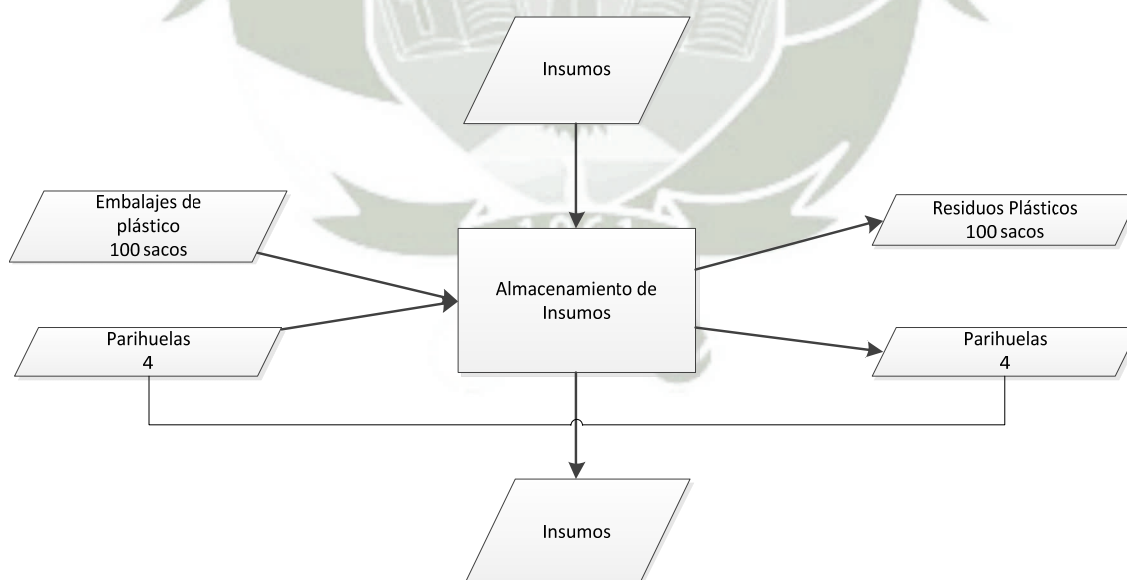 Insumos
Embalajes de
plástico
100 sacos
Residuos Plásticos
100 sacos
Almacenamiento de
Insumos
Parihuelas
4
Parihuelas
4
Insumos